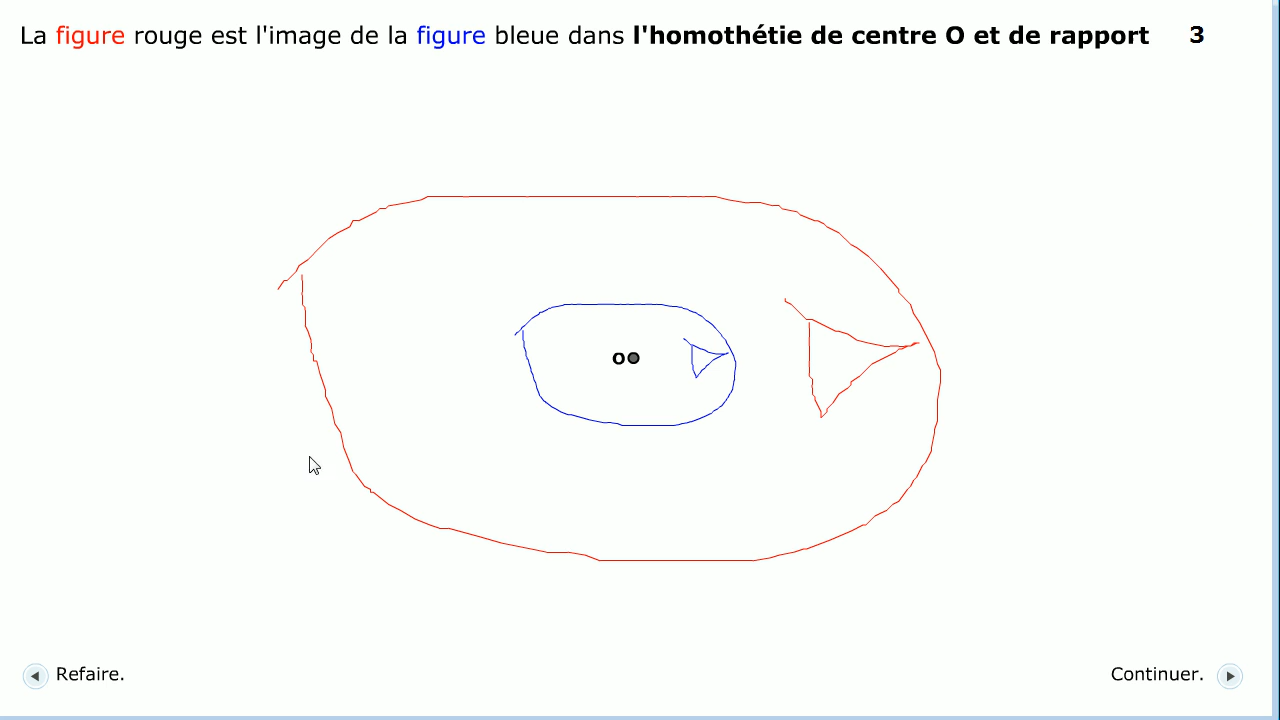 La figure rouge est l'image de la figure bleue dans l'homothétie de centre O et de rapport 3
O
Refaire.
Continuer.